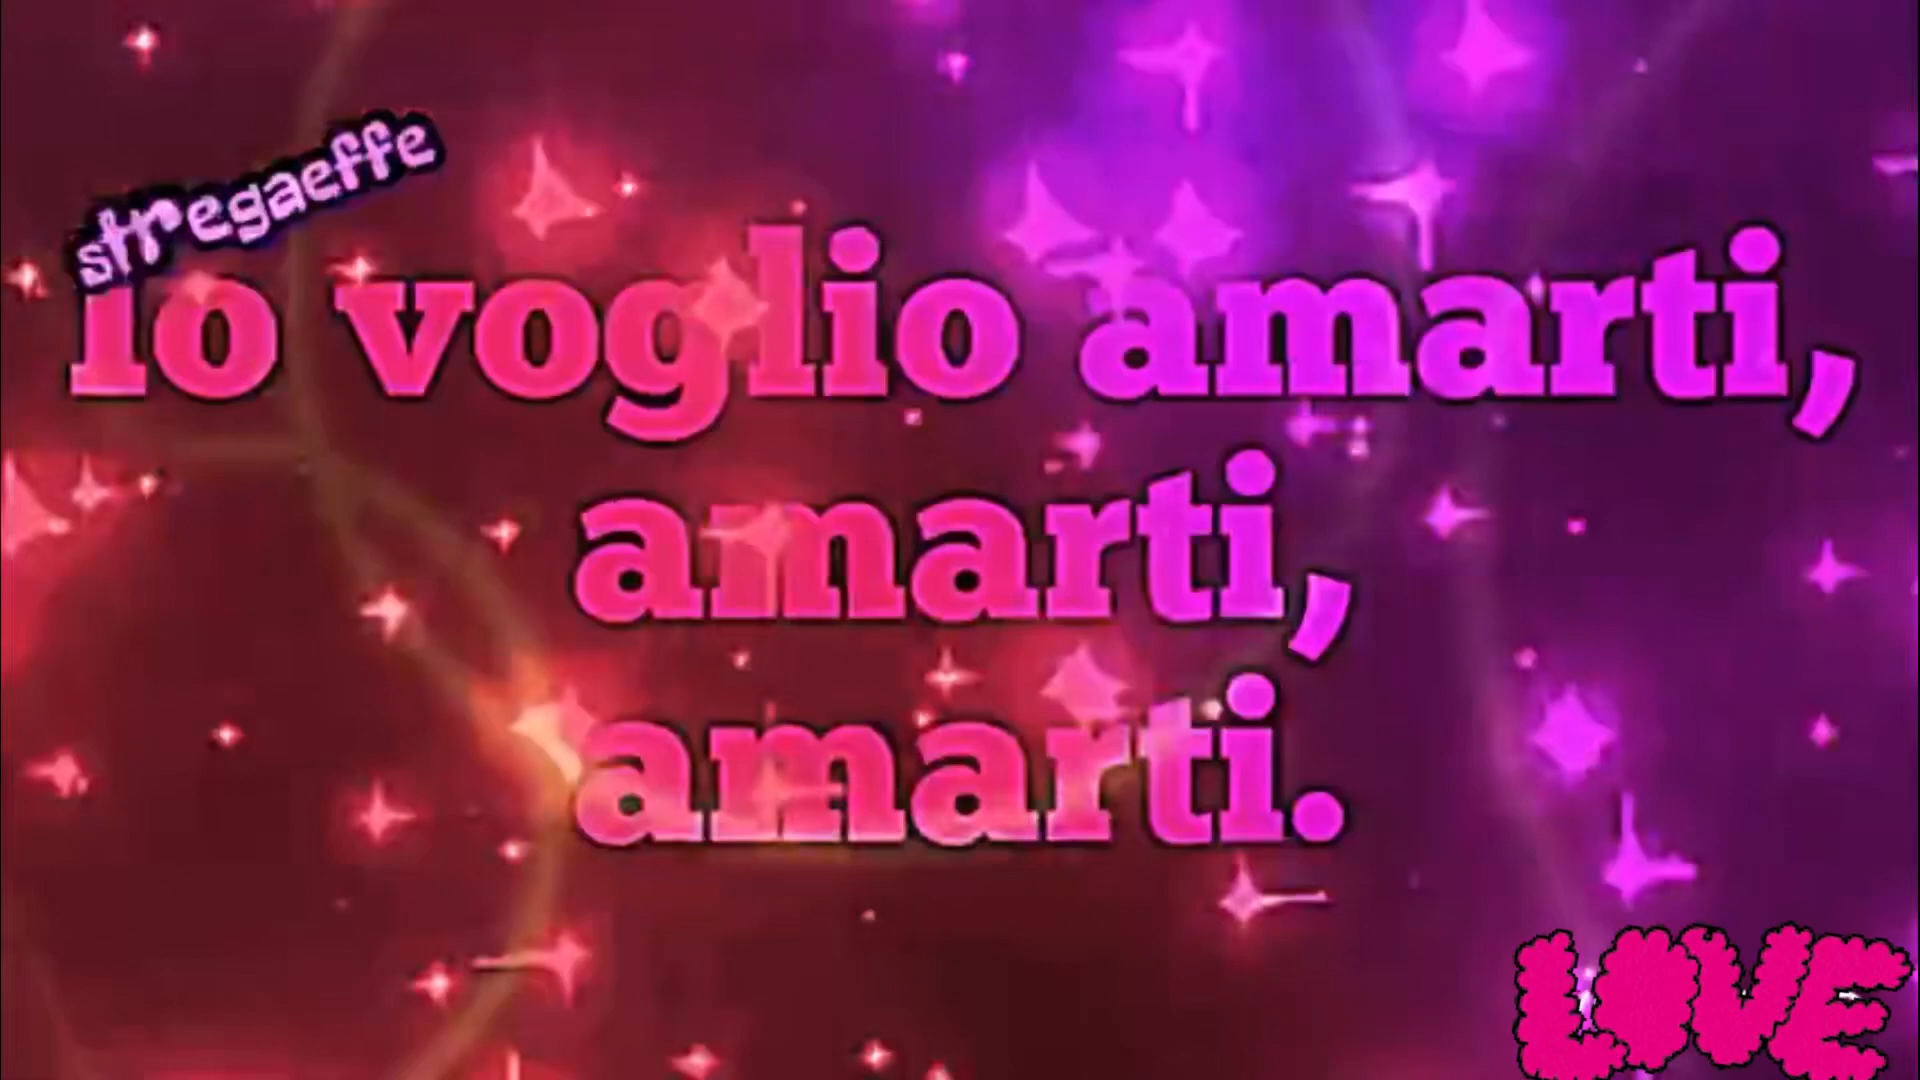 stregaeffe
Io voglio amarti,
amarti,
amarti.
LOVE